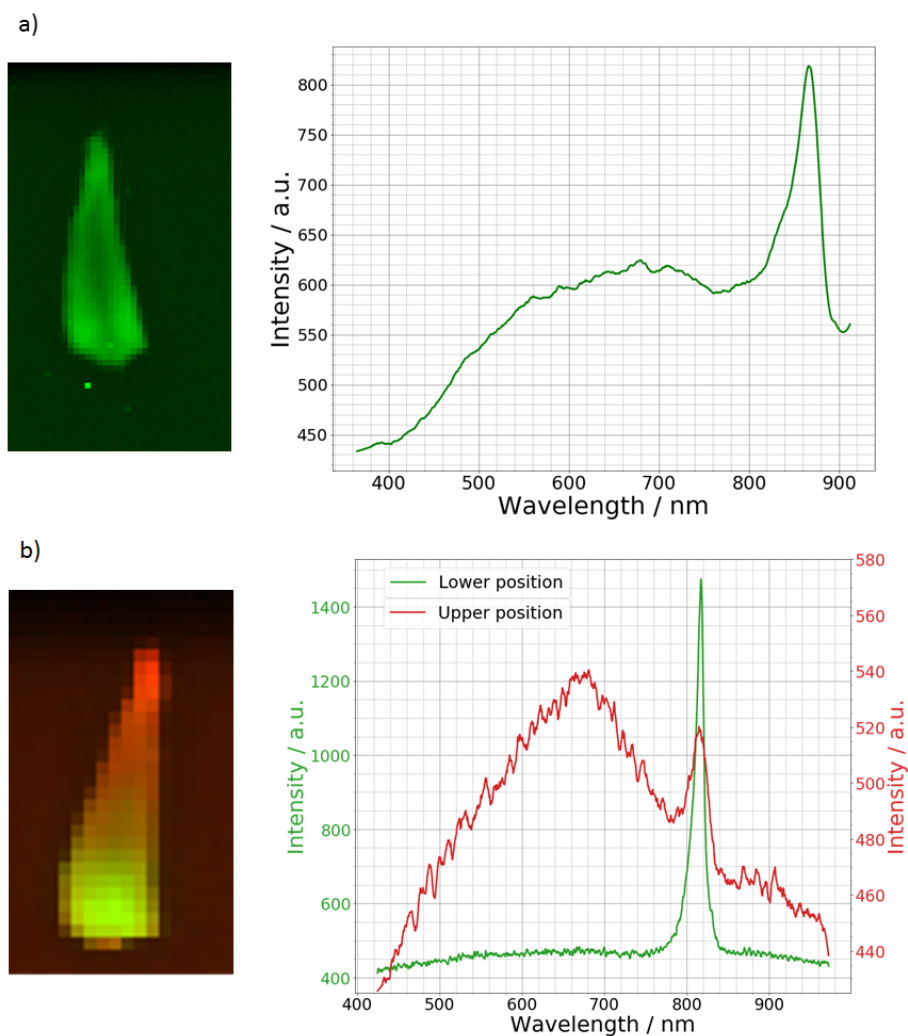 a)
800
750
700
650
600
550
500
450
Intensity / a.u.
400 500 600 700 800 900
Wavelength / nm
b)
Lower position
Upper position
1400
1200
1000
800
600
400
Intensity / a.u.
580
560
540
520
500
480
460
440
Intensity / a.u.
400 500 600 700 800 900
Wavelength / nm